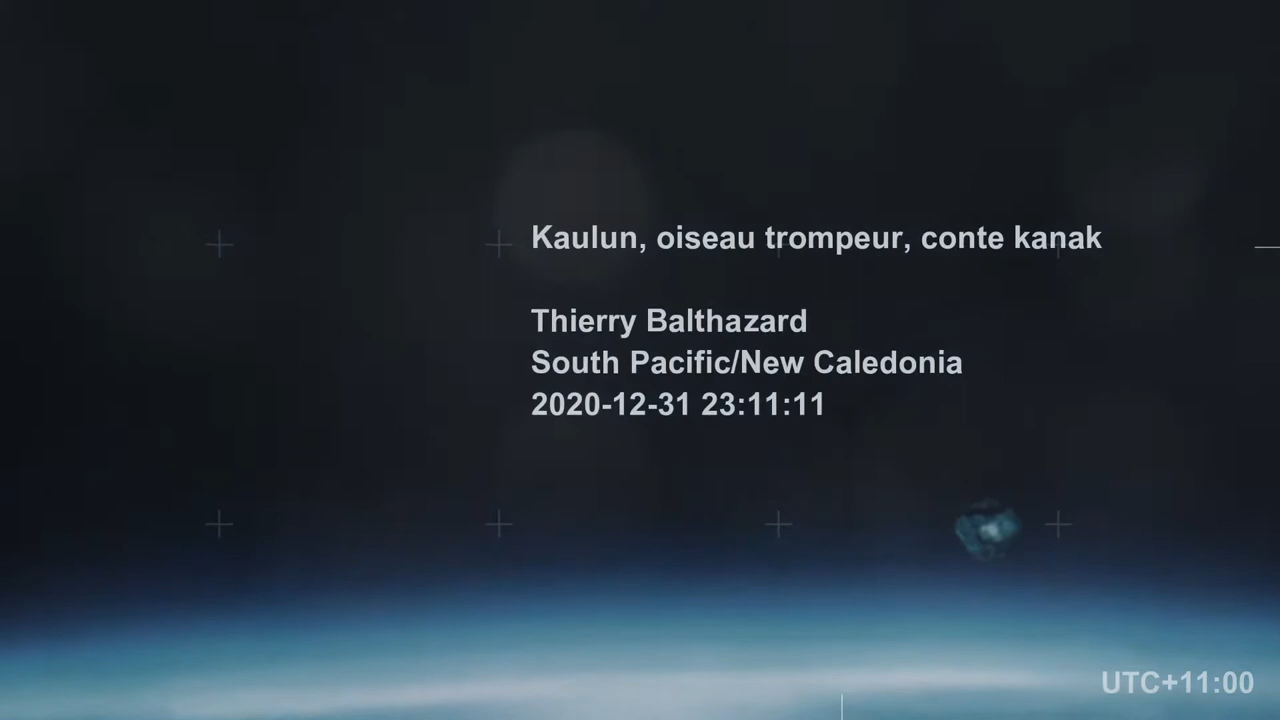 Kaulun, oiseau trompeur, conte kanak
Thierry Balthazard
South Pacific/New Caledonia
2020-12-31 23:11:11
UTC+11:00